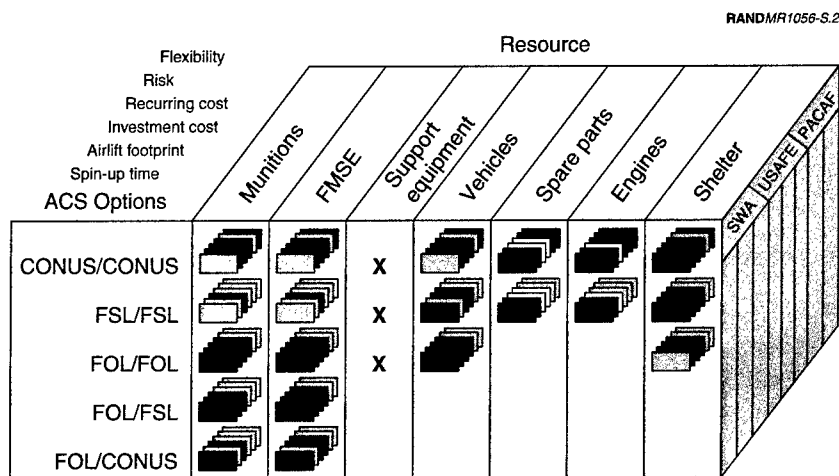 RANDMR1056-S.2
Resource
Flexibility
Risk
Recurring cost
Investment cost
Airlift footprint
Spin-up time
ACS Options
Munitions
FMSE
Support
equipment
Vehicles
Spare parts
Engines
Shelter
SWA
USAFE
PACAF
CONUS/CONUS
X
FSL/FSL
X
FOL/FOL
X
FOL/FSL
FOL/CONUS